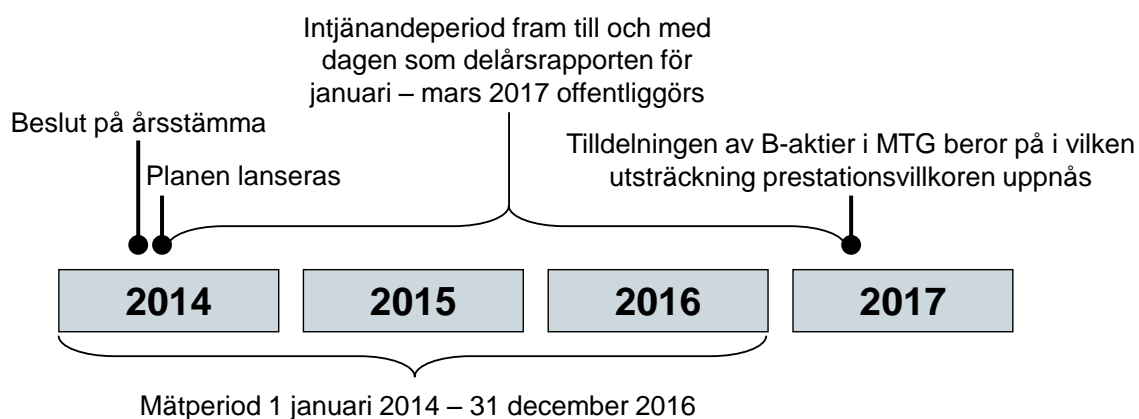 Intjänandeperiod fram till och med
dagen som delårsrapporten för
januari – mars 2017 offentliggörs
Beslut på årsstämma
Planen lanseras
Tilldelningen av B-aktier i MTG beror på i vilken
utsträckning prestationsvillkoren uppnås
2014
2015
2016
2017
Mätperiod 1 januari 2014 – 31 december 2016